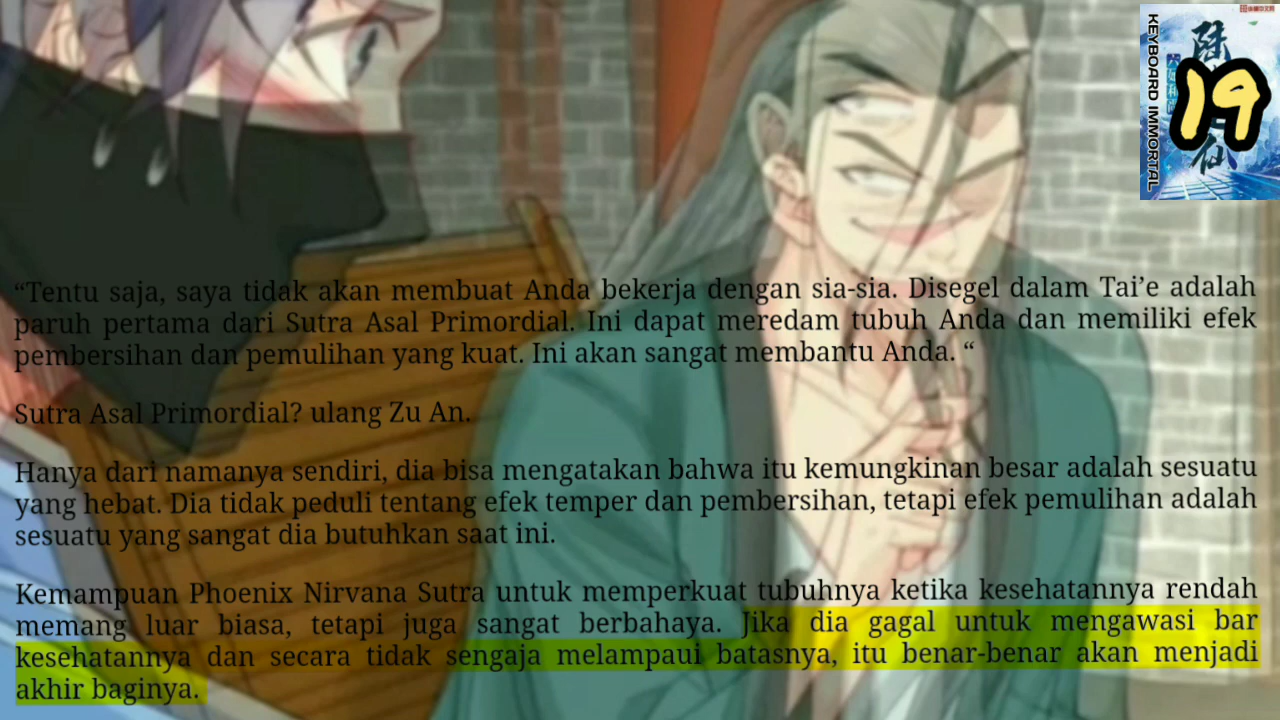 KEYBOARD IMMORTAL
陆
仙
19
“Tentu saja, saya tidak akan membuat Anda bekerja dengan sia-sia. Disegel dalam Tai’e adalah
paruh pertama dari Sutra Asal Primordial. Ini dapat meredam tubuh Anda dan memiliki efek
pembersihan dan pemulihan yang kuat. Ini akan sangat membantu Anda. “
Sutra Asal Primordial? ulang Zu An.
Hanya dari namanya sendiri, dia bisa mengatakan bahwa itu kemungkinan besar adalah sesuatu
yang hebat. Dia tidak peduli tentang efek temper dan pembersihan, tetapi efek pemulihan adalah
sesuatu yang sangat dia butuhkan saat ini.
Kemampuan Phoenix Nirvana Sutra untuk memperkuat tubuhnya ketika kesehatannya rendah
memang luar biasa, tetapi juga sangat berbahaya. Jika dia gagal untuk mengawasi bar
kesehatannya dan secara tidak sengaja melampaui batasnya, itu benar-benar akan menjadi
akhir baginya.